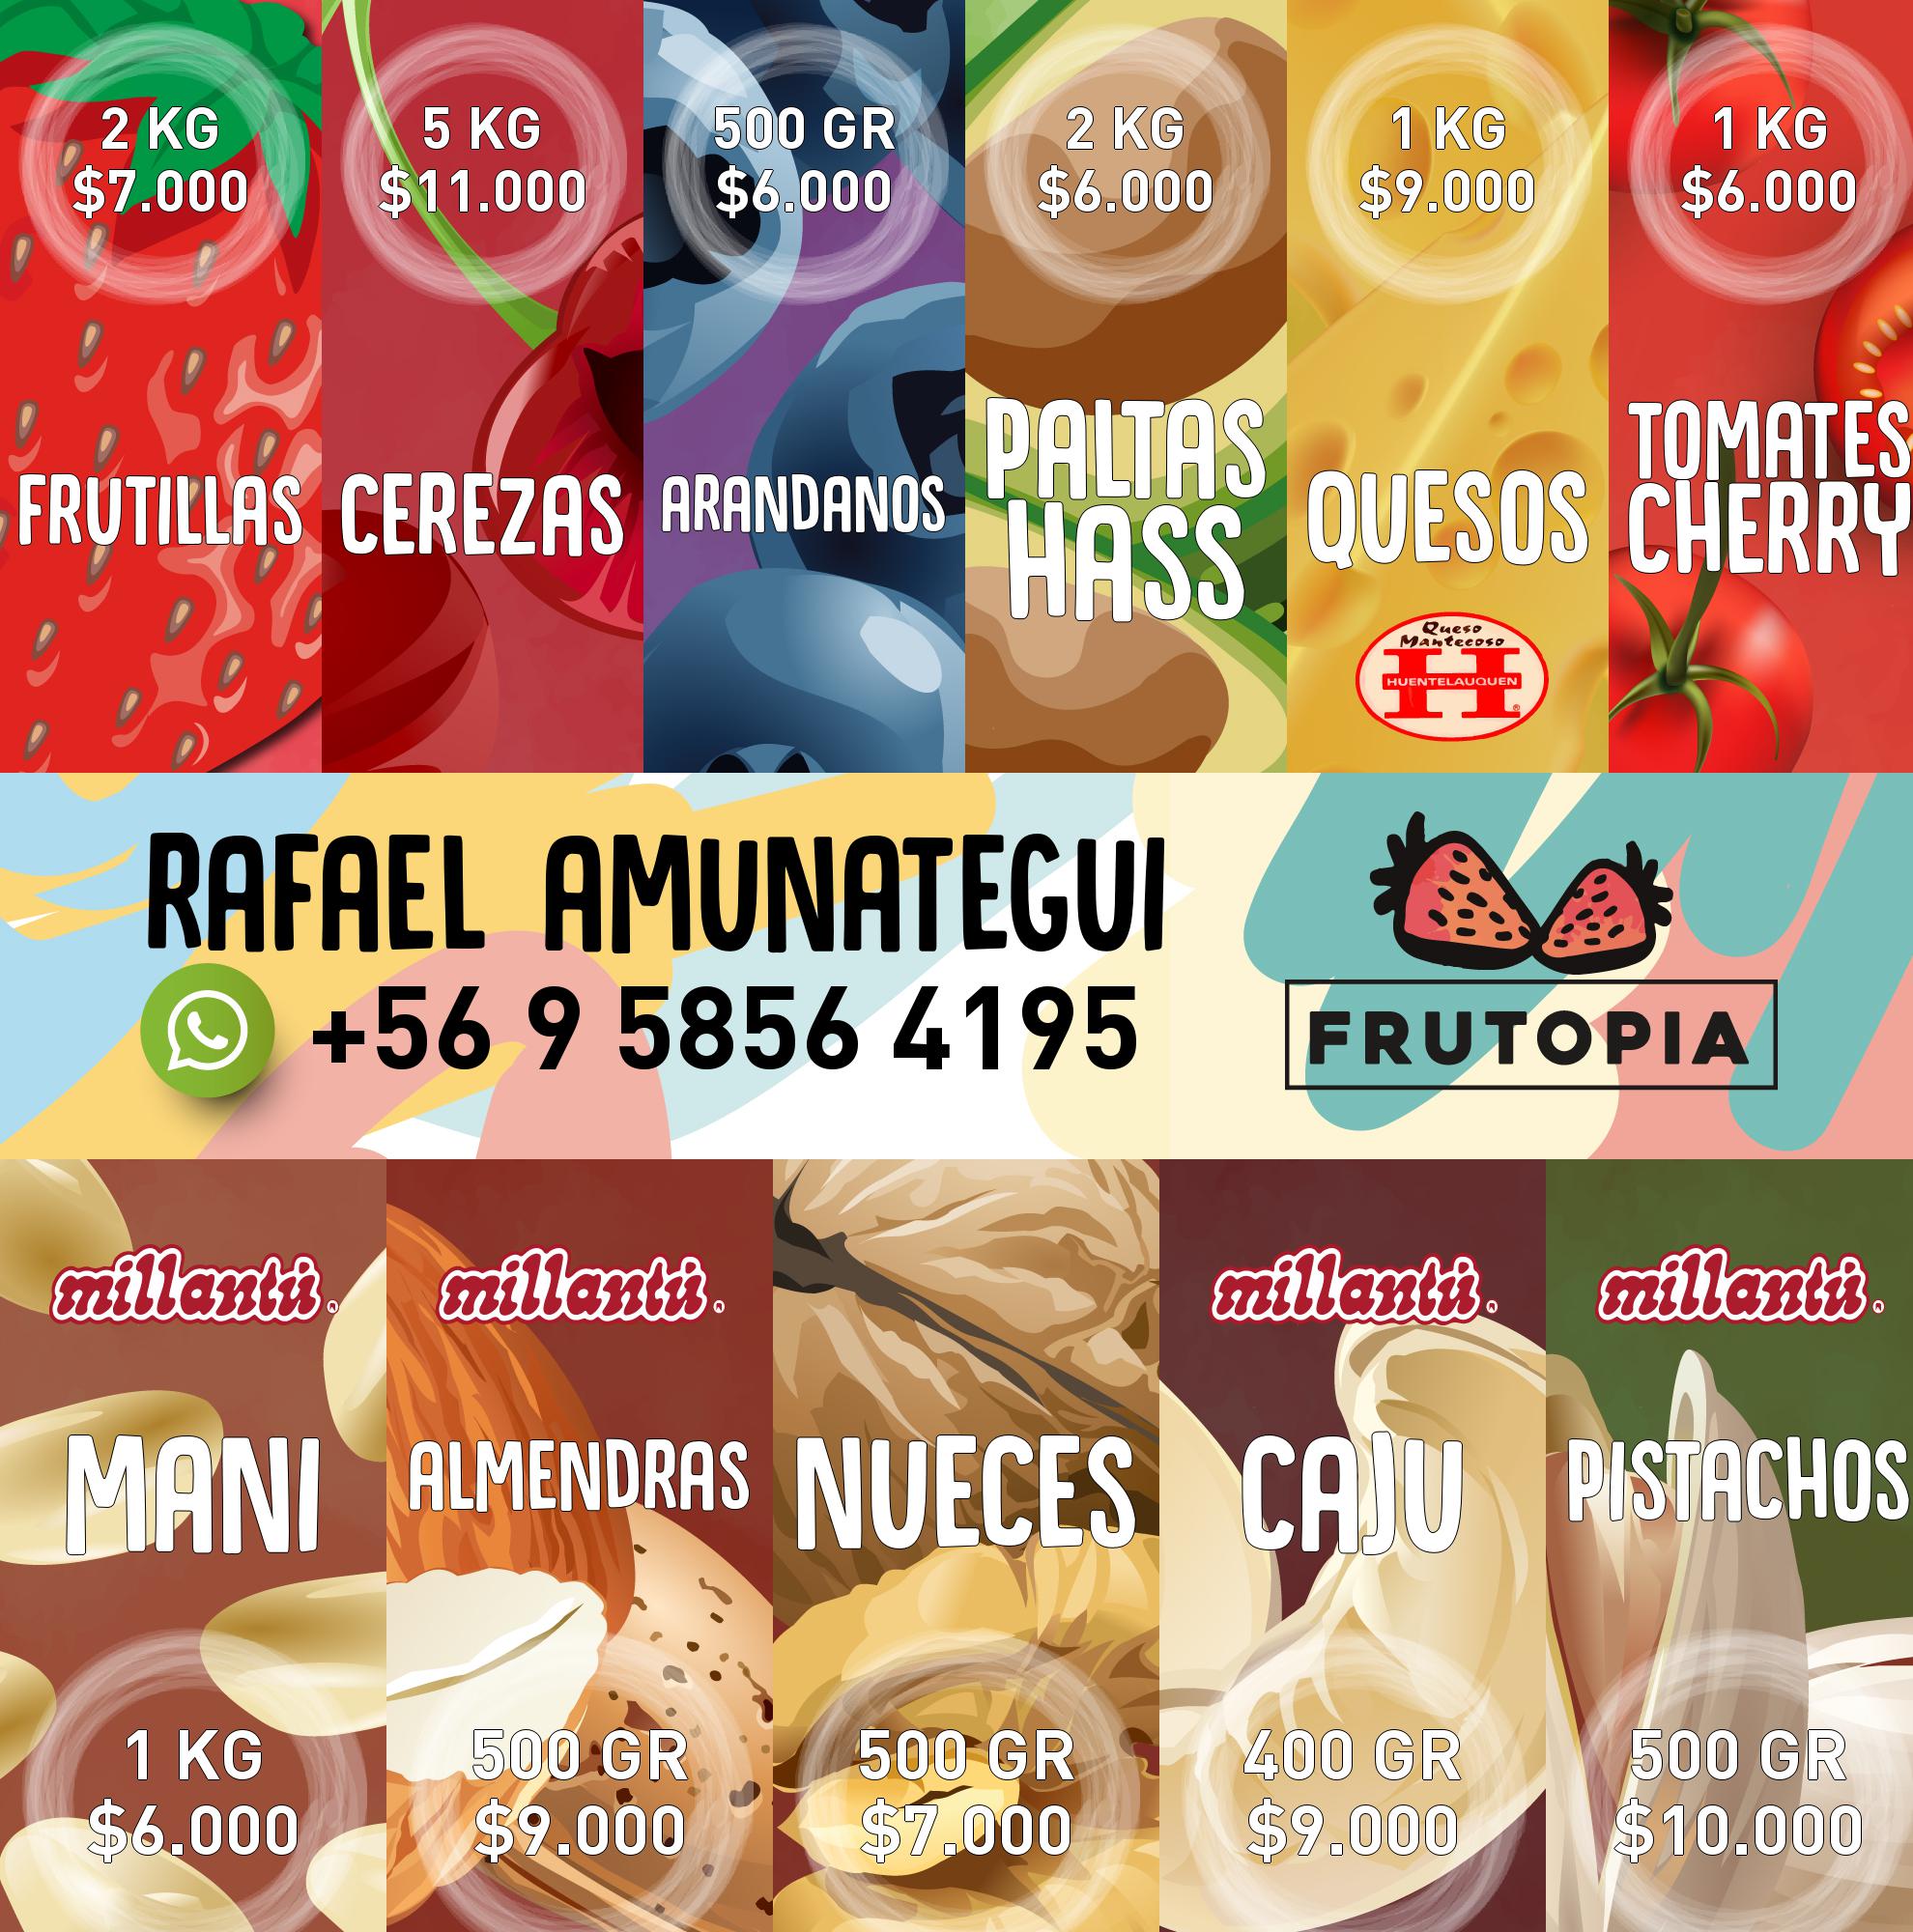 2 KG
$7.000
FRUTILLAS
5 KG
$11.000
CEREZAS
500 GR
$6.000
ARANDANOS
2 KG
$6.000
PALTAS
HASS
1 KG
$9.000
QUESOS
Queso
Mantecoso
H
HUENTELAUQUEN
®
1 KG
$6.000
TOMATES
CHERRY
RAFAEL AMUNATEGUI
+56 9 5856 4195
FRUTOPIA
millantú®
MANI
1 KG
$6.000
millantú®
ALMENDRAS
500 GR
$9.000
NUECES
500 GR
$7.000
millantú®
CAJU
400 GR
$9.000
millantú®
PISTACHOS
500 GR
$10.000